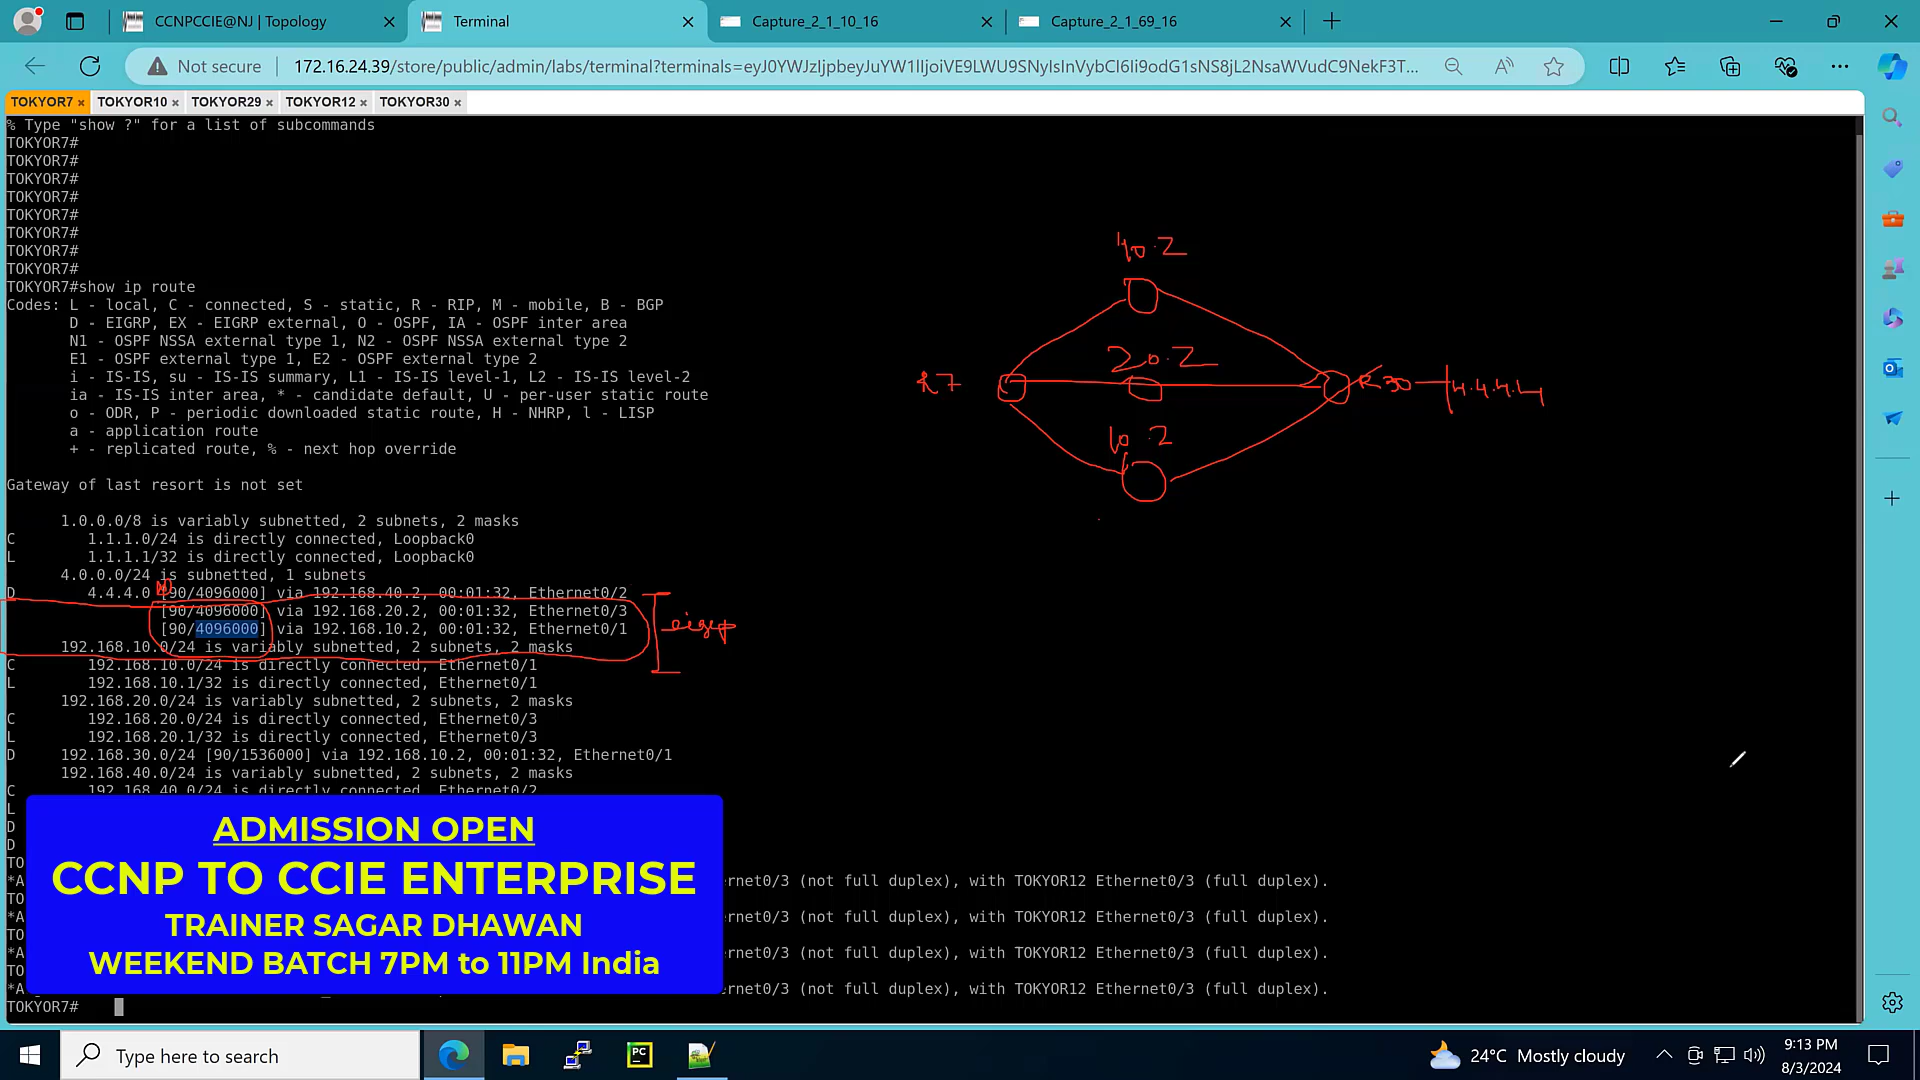 CCNPCCIE@NJ | Topology
Terminal
Capture_2_1_10_16
Capture_2_1_69_16
Not secure
172.16.24.39/store/public/admin/labs/terminal?terminals=
TOKYOR7 × TOKYOR10 × TOKYOR29 × TOKYOR12 × TOKYOR30 ×
% Type "show ?" for a list of subcommands
TOKYOR7#
TOKYOR7#
TOKYOR7#
TOKYOR7#
TOKYOR7#
TOKYOR7#
TOKYOR7#
TOKYOR7#
TOKYOR7#show ip route
Codes: L - local, C - connected, S - static, R - RIP, M - mobile, B - BGP
D - EIGRP, EX - EIGRP external, O - OSPF, IA - OSPF inter area
N1 - OSPF NSSA external type 1, N2 - OSPF NSSA external type 2
E1 - OSPF external type 1, E2 - OSPF external type 2
i - IS-IS, su - IS-IS summary, L1 - IS-IS level-1, L2 - IS-IS level-2
ia - IS-IS inter area, * - candidate default, U - per-user static route
o - ODR, P - periodic downloaded static route, H - NHRP, l - LISP
a - application route
+ - replicated route, % - next hop override
Gateway of last resort is not set
1.0.0.0/8 is variably subnetted, 2 subnets, 2 masks
C 1.1.1.0/24 is directly connected, Loopback0
L 1.1.1.1/32 is directly connected, Loopback0
4.0.0.0/24 is subnetted, 1 subnets
D 4.4.4.0 [90/4096000] via 192.168.40.2, 00:01:32, Ethernet0/2
[90/4096000] via 192.168.20.2, 00:01:32, Ethernet0/3
[90/4096000] via 192.168.10.2, 00:01:32, Ethernet0/1
192.168.10.0/24 is variably subnetted, 2 subnets, 2 masks
C 192.168.10.0/24 is directly connected, Ethernet0/1
L 192.168.10.1/32 is directly connected, Ethernet0/1
192.168.20.0/24 is variably subnetted, 2 subnets, 2 masks
C 192.168.20.0/24 is directly connected, Ethernet0/3
L 192.168.20.1/32 is directly connected, Ethernet0/3
D 192.168.30.0/24 [90/1536000] via 192.168.10.2, 00:01:32, Ethernet0/1
192.168.40.0/24 is variably subnetted, 2 subnets, 2 masks
C 192.168.40.0/24 is directly connected, Ethernet0/2
L
D
D
TO
*A rnet0/3 (not full duplex), with TOKYOR12 Ethernet0/3 (full duplex).
TO
*A rnet0/3 (not full duplex), with TOKYOR12 Ethernet0/3 (full duplex).
TO
*A rnet0/3 (not full duplex), with TOKYOR12 Ethernet0/3 (full duplex).
TO
*A rnet0/3 (not full duplex), with TOKYOR12 Ethernet0/3 (full duplex).
TOKYOR7#
eigrp
40.2
20.2
R7
R30
4.4.4.4
10.2
ADMISSION OPEN
CCNP TO CCIE ENTERPRISE
TRAINER SAGAR DHAWAN
WEEKEND BATCH 7PM to 11PM India
Type here to search
24°C Mostly cloudy
9:13 PM
8/3/2024